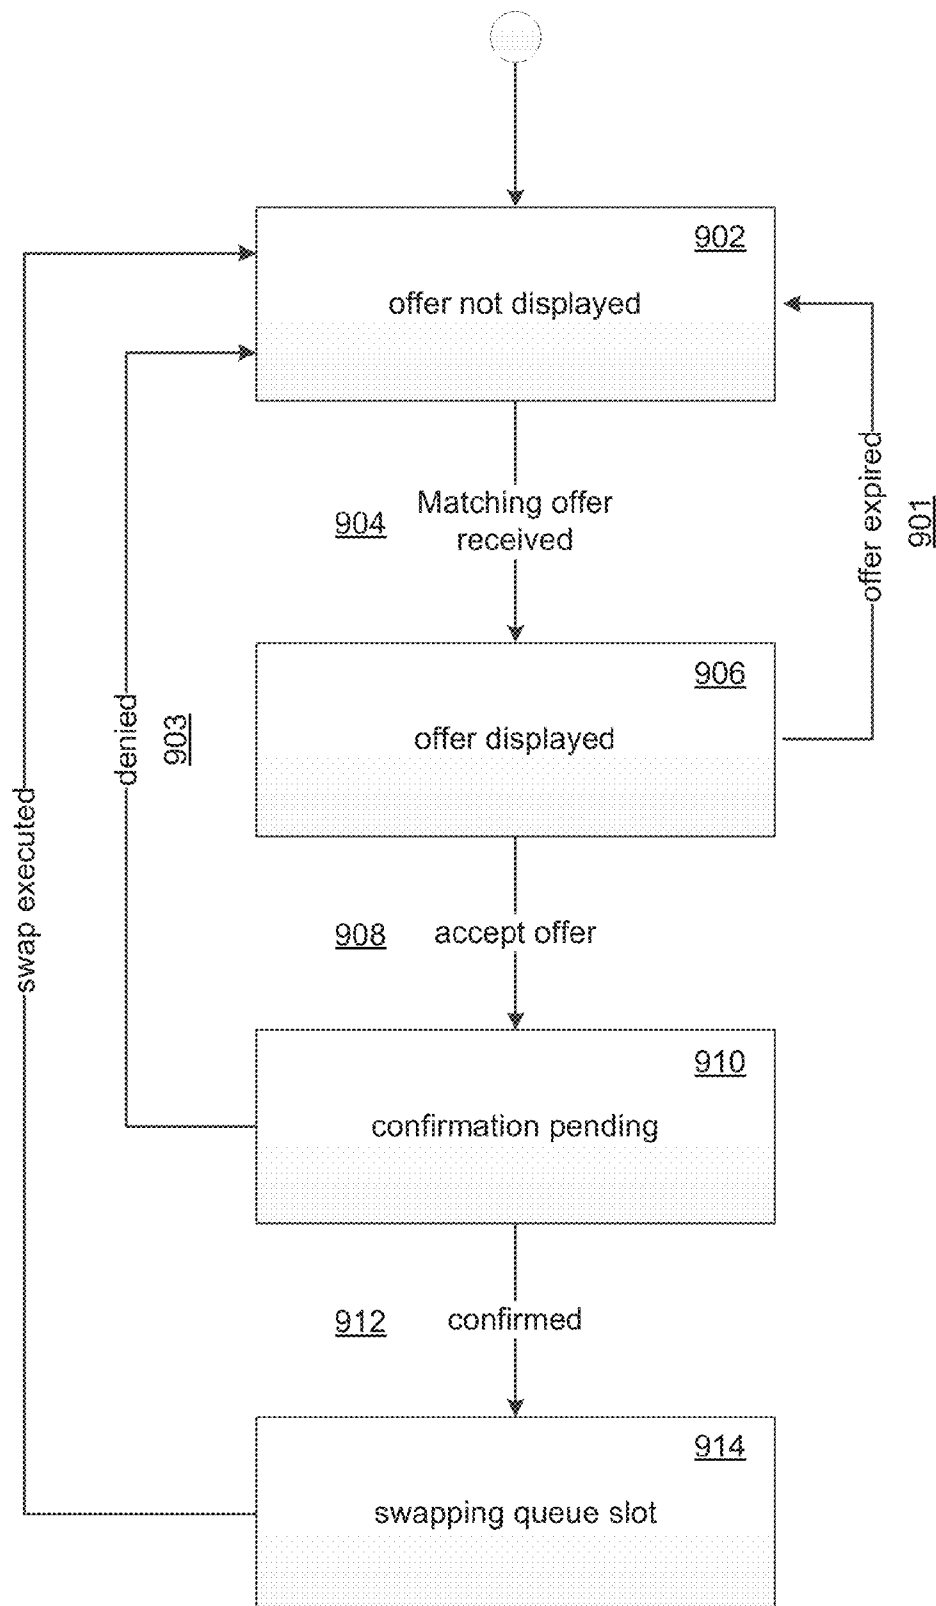 902
offer not displayed
904
Matching offer
received
offer expired
901
906
offer displayed
denied
903
swap executed
908
accept offer
910
confirmation pending
912
confirmed
914
swapping queue slot